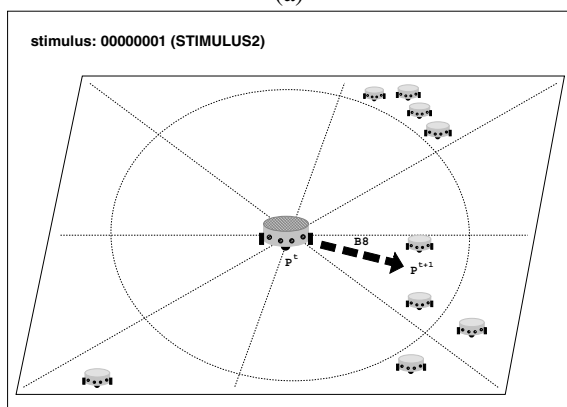 stimulus: 00000001 (STIMULUS2)
B8
P^t
P^{t+1}